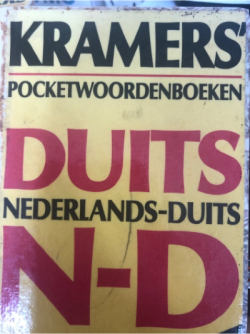 KRAMERS'
POCKETWOORDENBOEKEN
DUITS
NEDERLANDS-DUITS
N-D